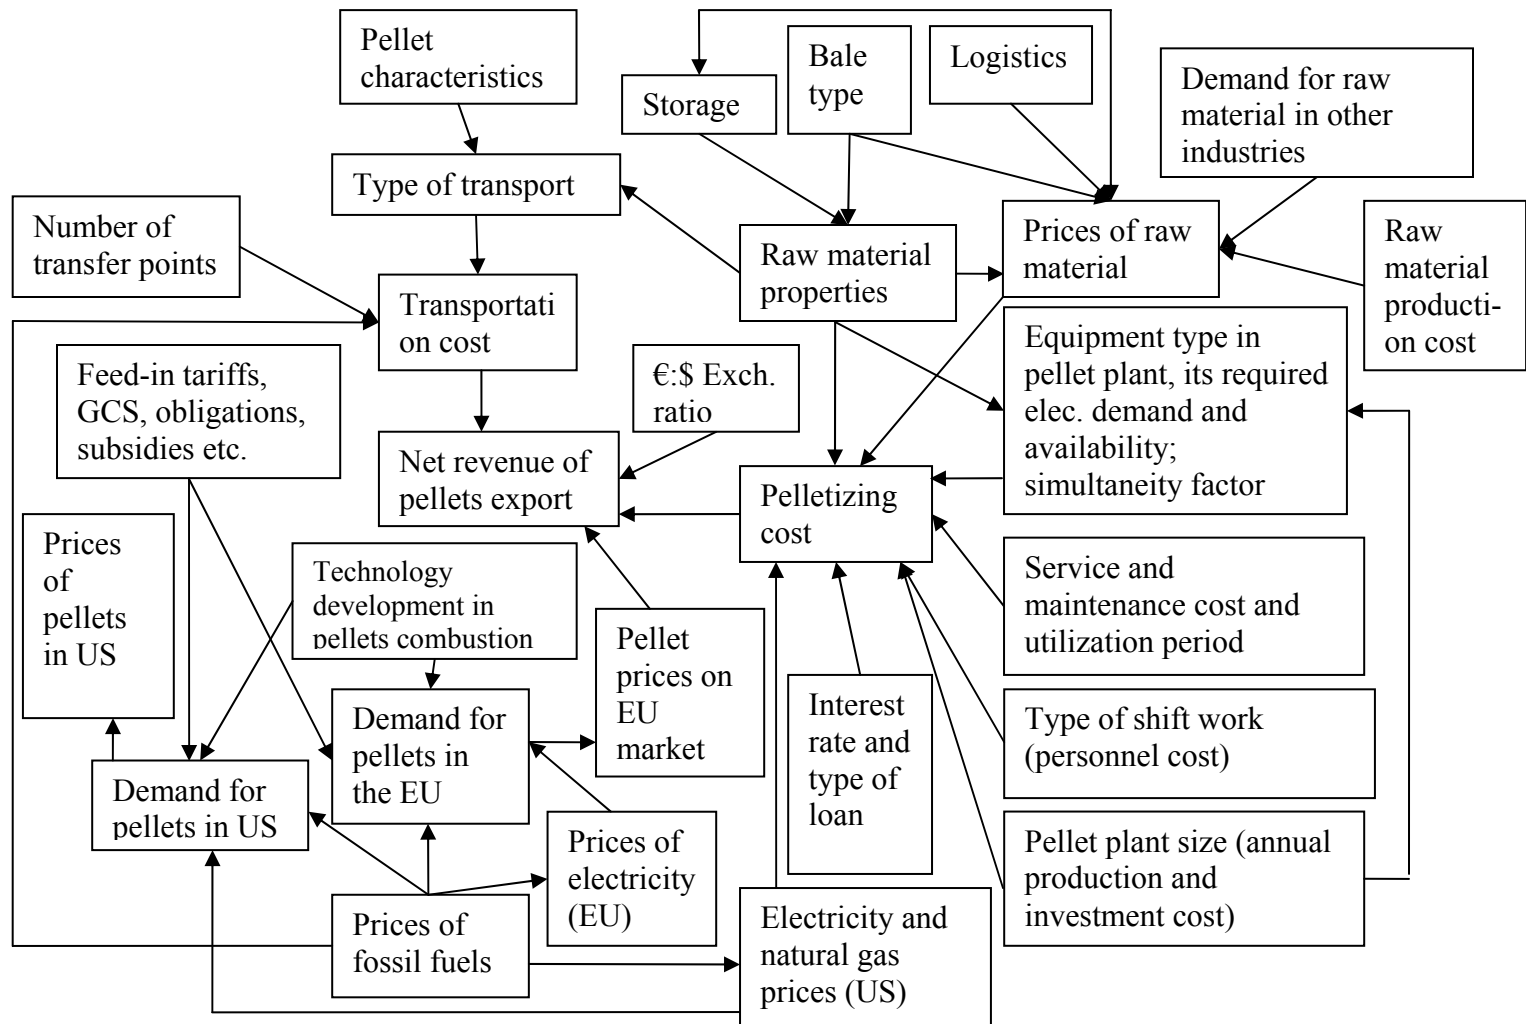 Pellet
characteristics
Storage
Bale
type
Logistics
Demand for raw
material in other
industries
Type of transport
Number of
transfer points
Raw material
properties
Prices of raw
material
Raw
material
producti-
on cost
Transportati
on cost
Feed-in tariffs,
GCS, obligations,
subsidies etc.
€:$ Exch.
ratio
Equipment type in
pellet plant, its required
elec. demand and
availability;
simultaneity factor
Net revenue of
pellets export
Pelletizing
cost
Prices
of
pellets
in US
Technology
development in
pellets combustion
Service and
maintenance cost and
utilization period
Pellet
prices on
EU
market
Interest
rate and
type of
loan
Type of shift work
(personnel cost)
Demand for
pellets in
the EU
Demand for
pellets in US
Prices of
electricity
(EU)
Pellet plant size (annual
production and
investment cost)
Prices of
fossil fuels
Electricity and
natural gas
prices (US)